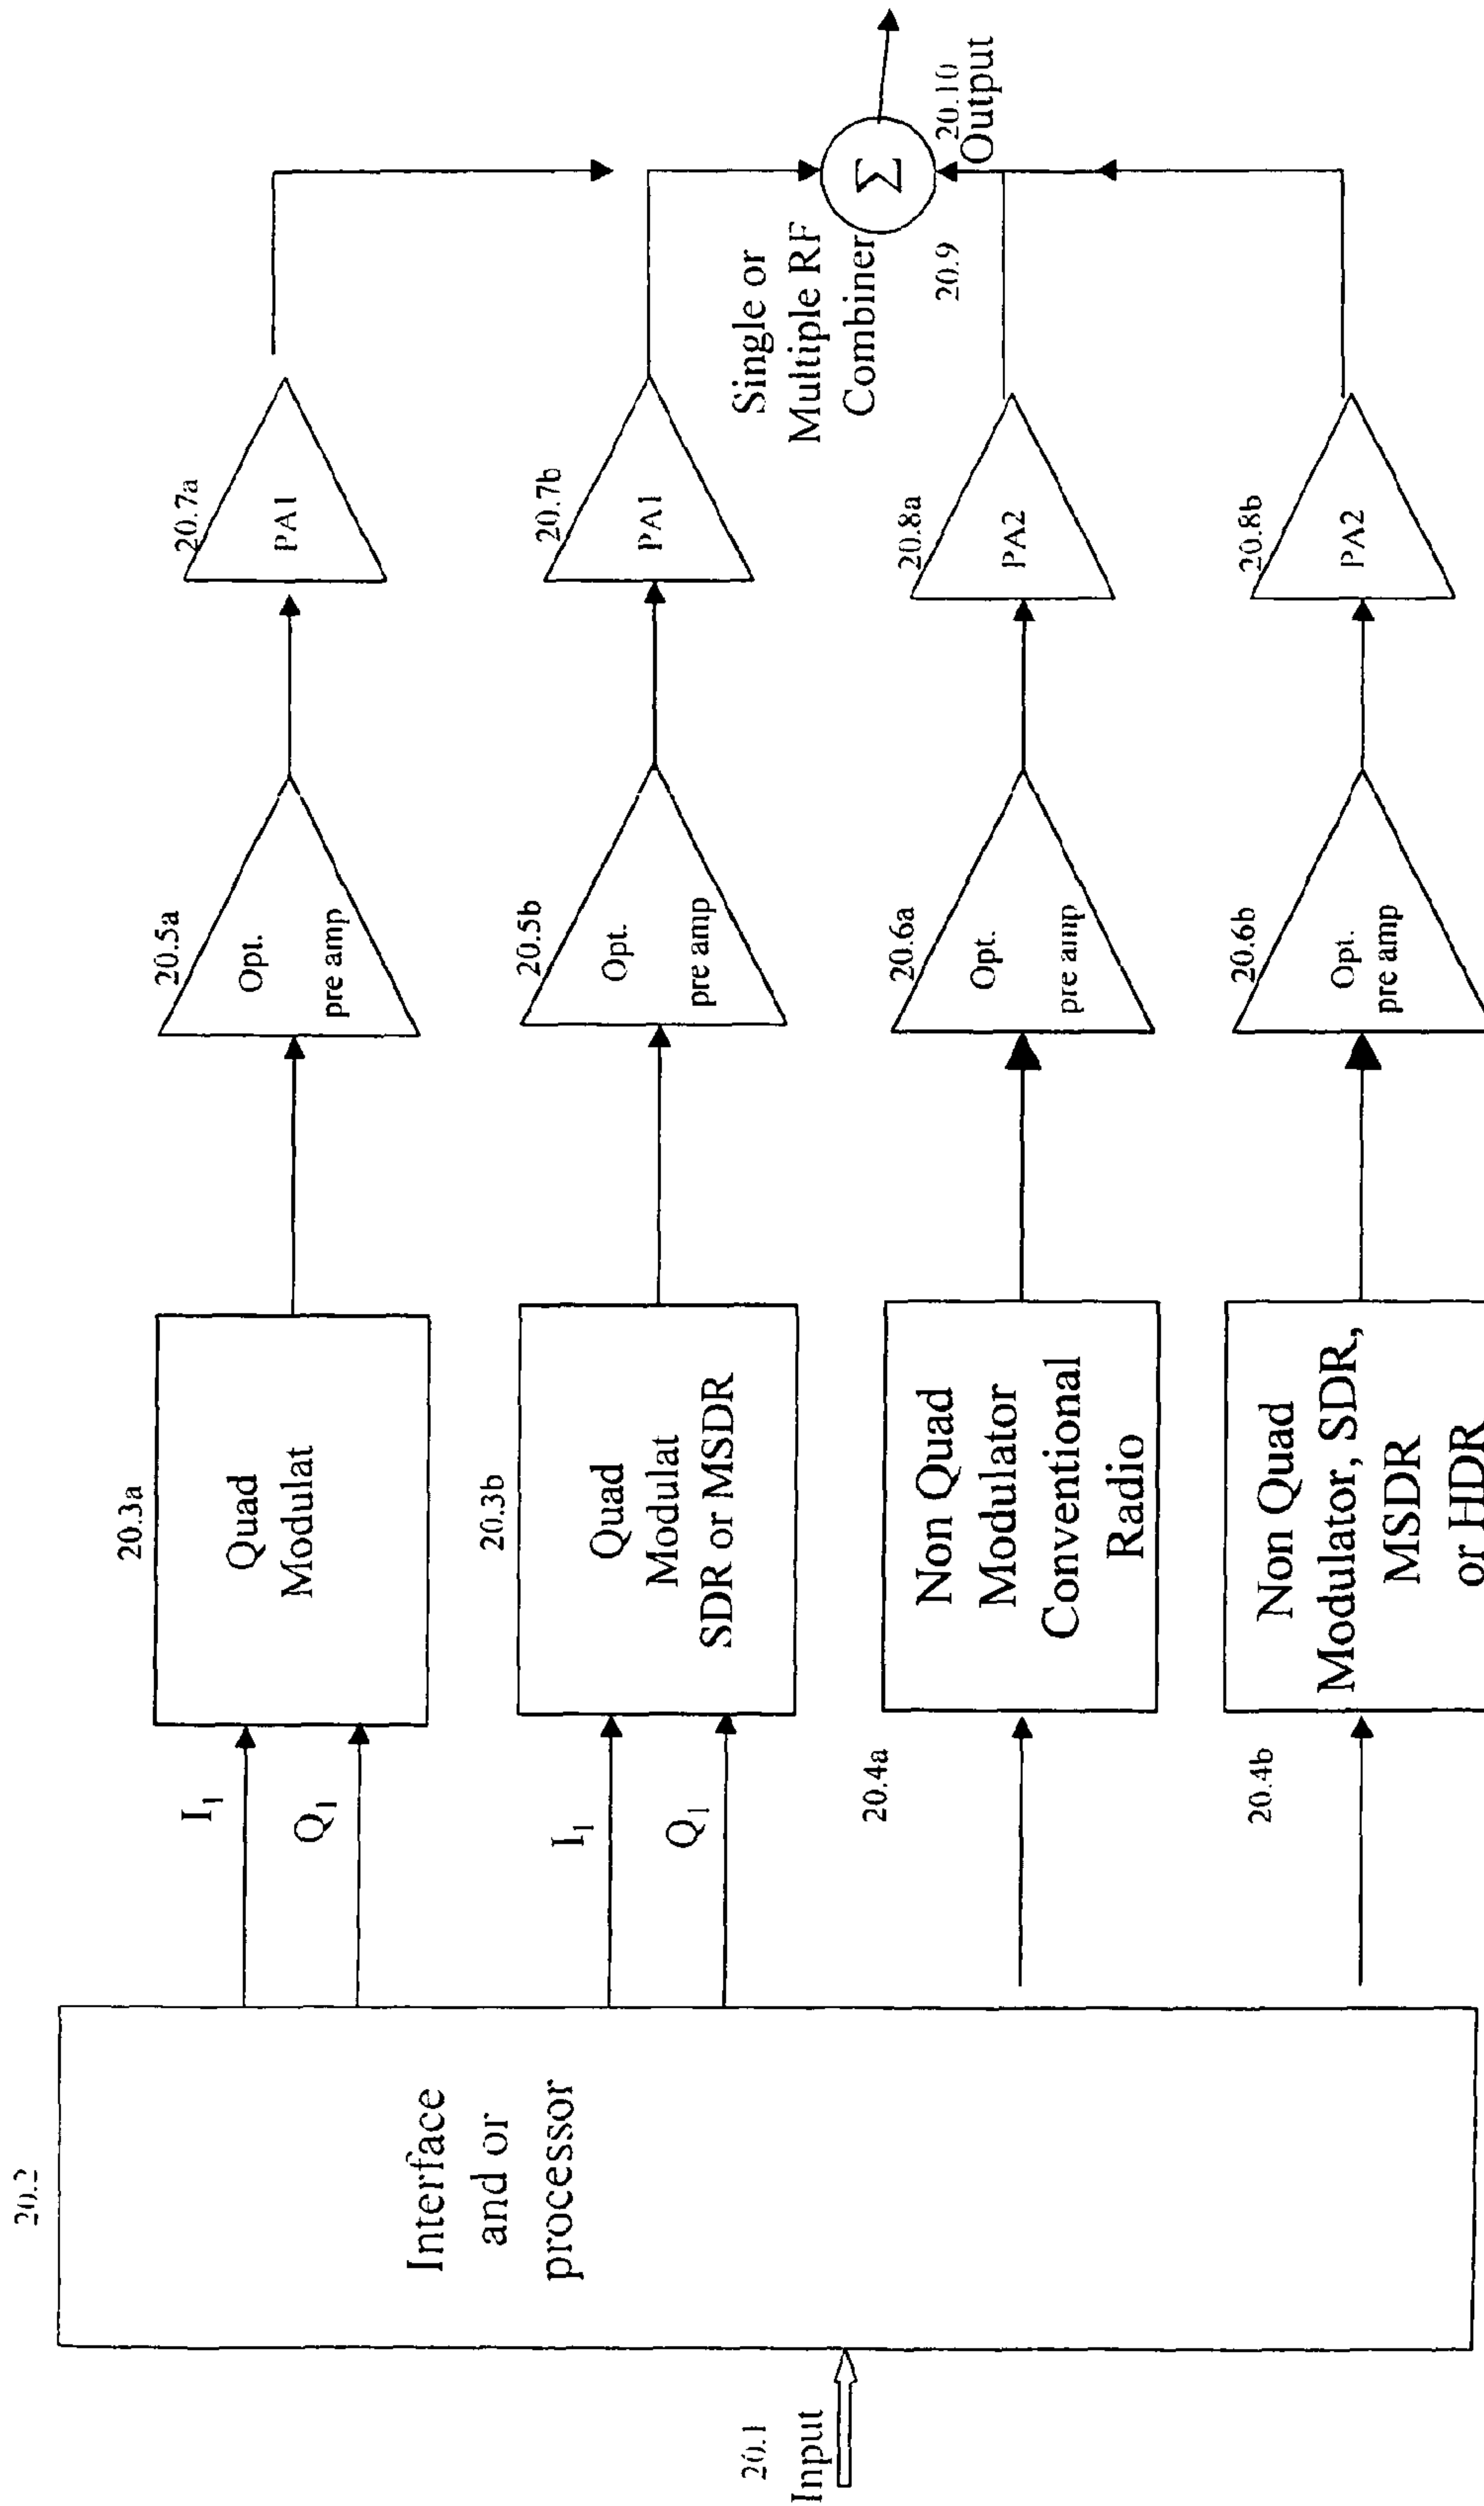 20.1
Input
20.2
Interface
and or
processor
I1
Q1
20.3a
Quad
Modulat
20.5a
Opt.
pre amp
20.7a
PA1
I1
Q1
20.3b
Quad
Modulat
SDR or MSDR
20.5b
Opt.
pre amp
20.7b
PA1
Single or
Multiple RF
Combiner
Σ
20.9
20.10
Output
20.4a
Non Quad
Modulator
Conventional
Radio
20.6a
Opt.
pre amp
20.8a
PA2
20.4b
Non Quad
Modulator, SDR,
MSDR
or HDR
20.6b
Opt.
pre amp
20.8b
PA2